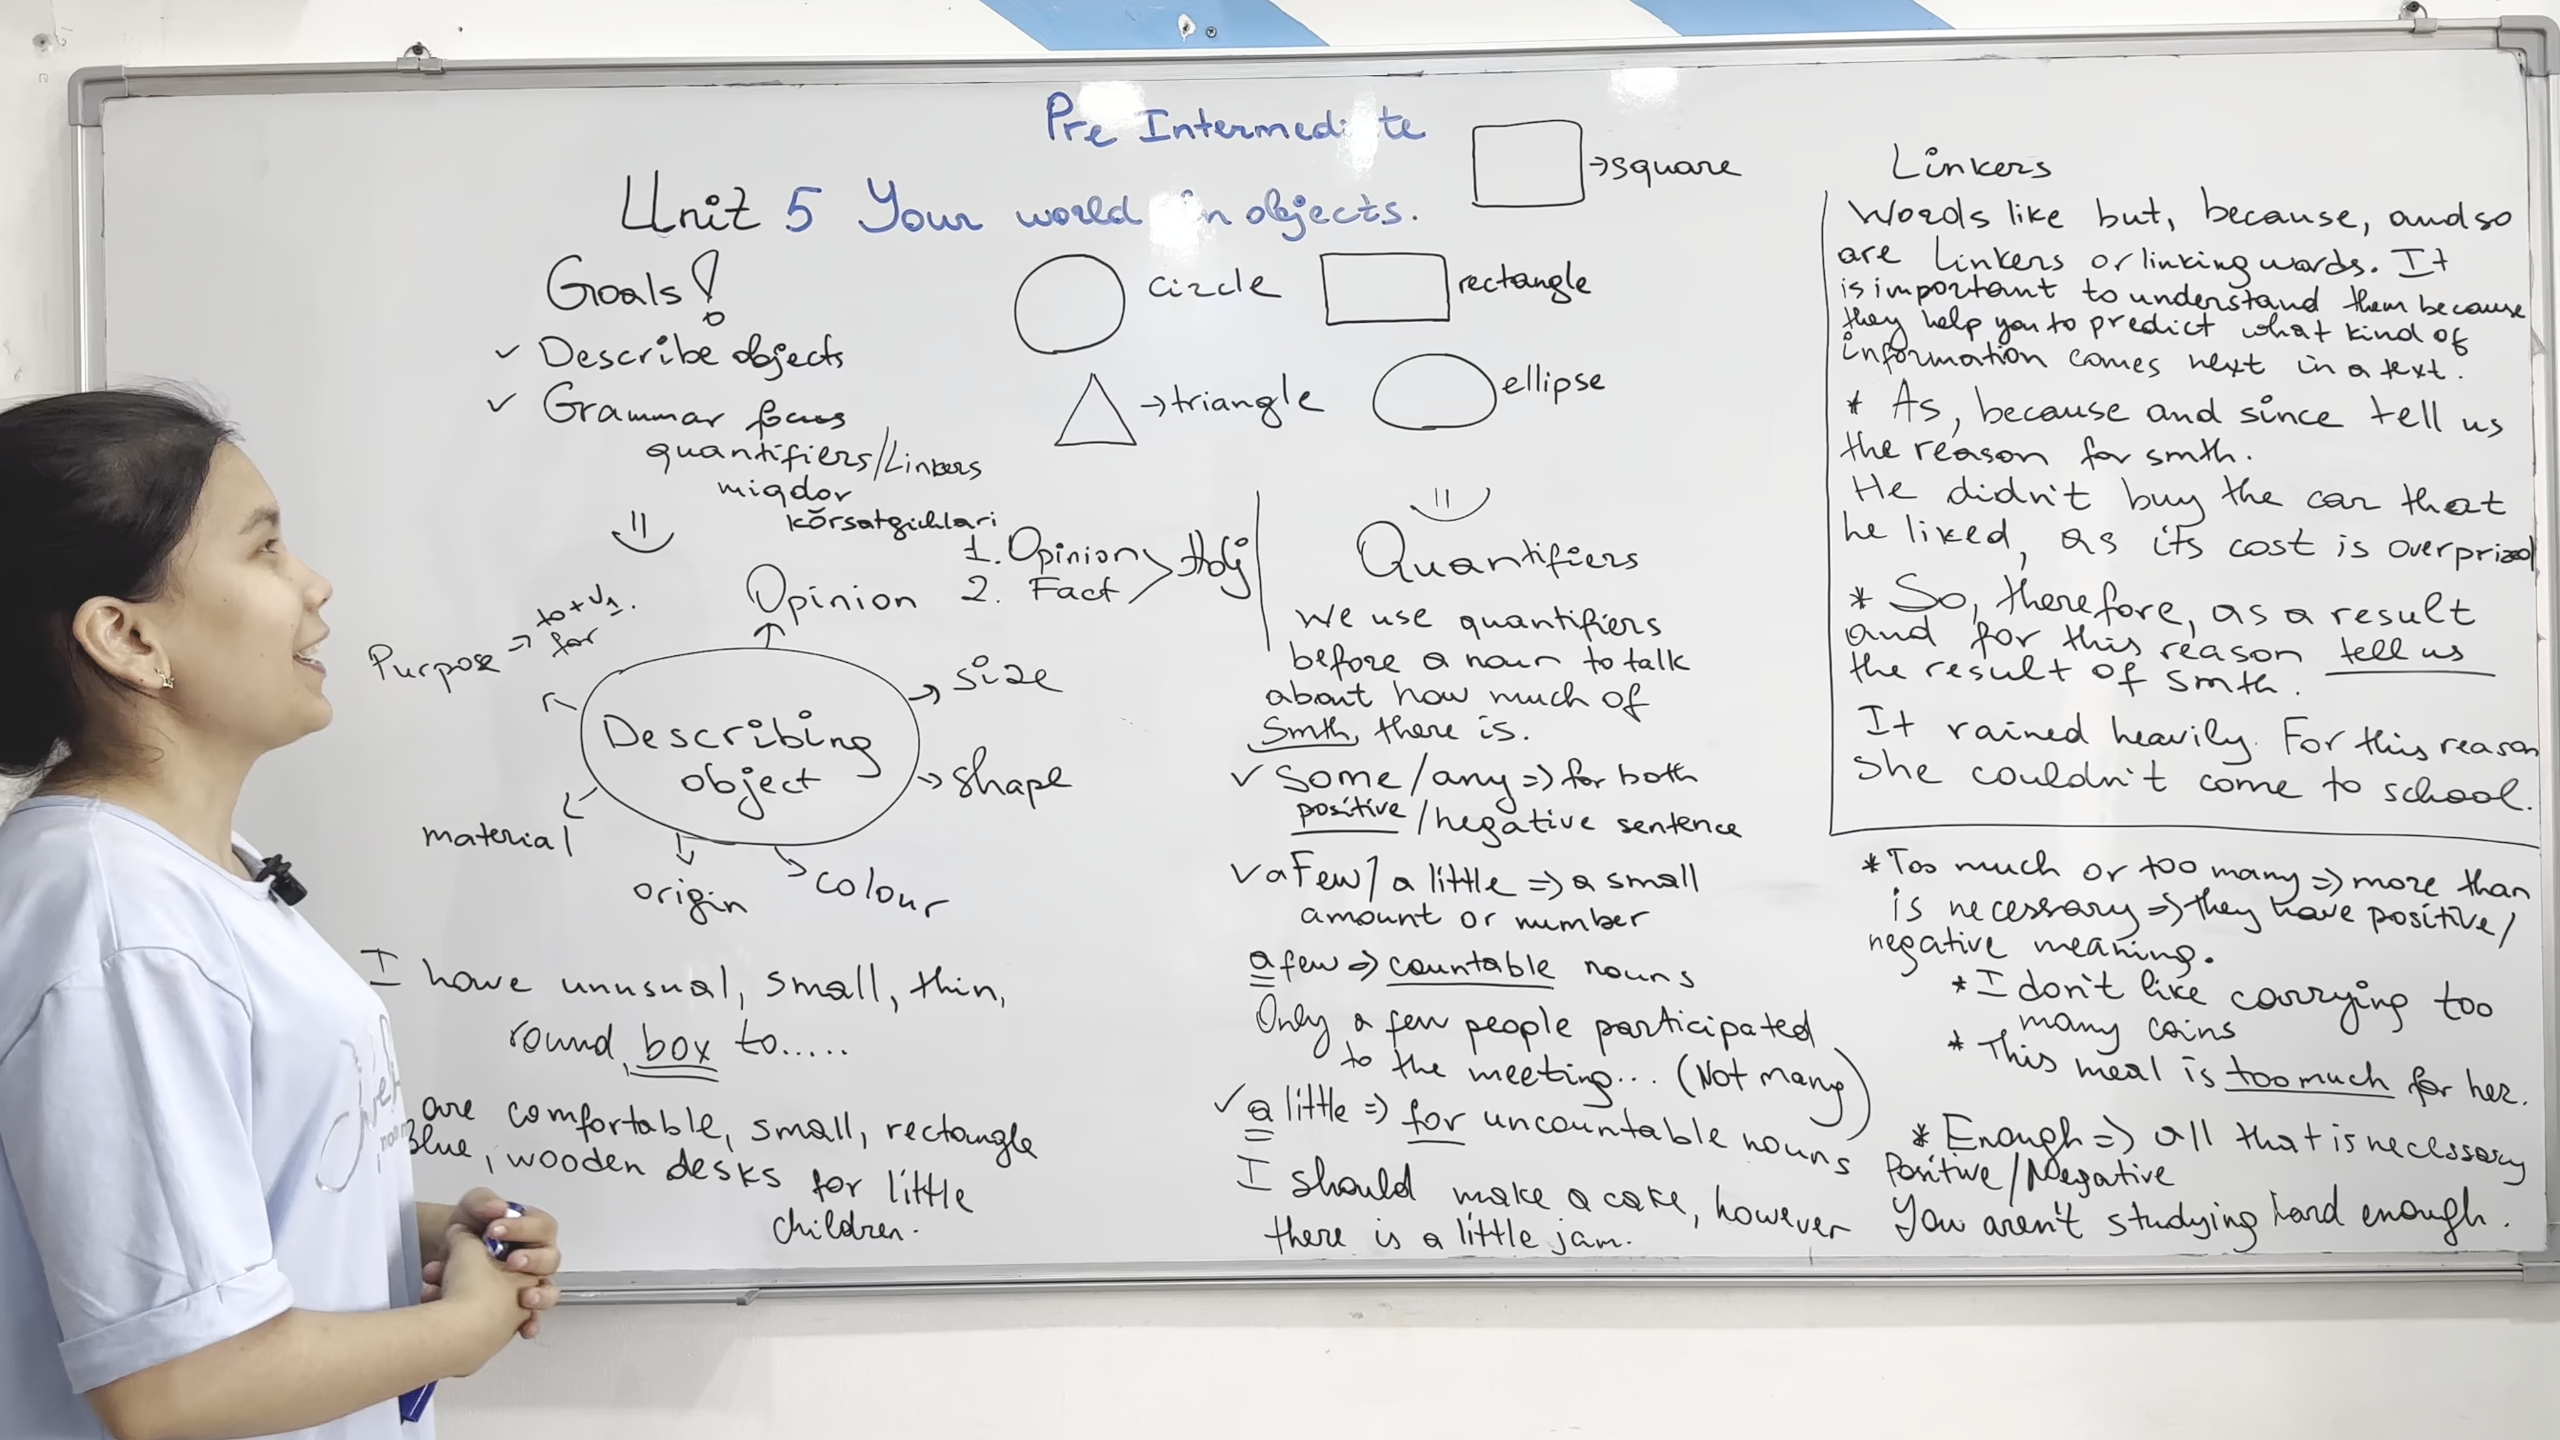 Pre Intermediate
Unit 5 Your world in objects.
Goals!
✓ Describe objects
✓ Grammar focus
quantifiers/Linkers
miqdor
kŏrsatgichlari
circle
→square
rectangle
→triangle
ellipse
1. Opinion
2. Fact
Opinion
size
shape
colour
origin
material
Purpose => to + V1.
for
Describing
object
I have unusual, small, thin,
round, box to.....
are comfortable, small, rectangle
Blue, wooden desks for little
children.
Quantifiers
We use quantifiers
before a noun to talk
about how much of
Smth, there is.
✓ some/any => for both
positive/negative sentence
✓ a Few/ a little => a small
amount or number
a few => countable nouns
Only a few people participated
to the meeting... (Not many)
✓ a little => for uncountable nouns
I should make a cake, however
there is a little jam.
Linkers
Words like but, because, and so
are Linkers or linking words. It
is important to understand them because
they help you to predict what kind of
information comes next in a text.
* As, because and since tell us
the reason for smth.
He didn't buy the car that
he liked, as its cost is overprized
* So, therefore, as a result
and for this reason tell us
the result of smth.
It rained heavily. For this reason
she couldn't come to school.
* Too much or too many => more than
is necessary => they have positive/
negative meaning.
* I don't like carrying too
many coins
* This meal is too much for her.
* Enough => all that is necessary
Positive/Negative
You aren't studying hard enough.